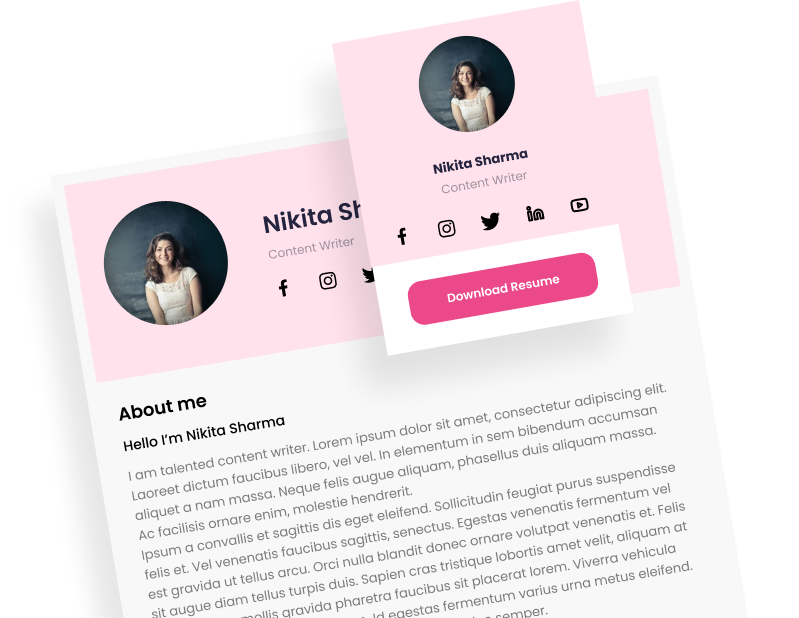 Nikita Sharma
Content Writer
Download Resume
Nikita Sh
Content Writer
About me
Hello I'm Nikita Sharma
I am talented content writer. Lorem ipsum dolor sit amet, consectetur adipiscing elit.
Laoreet dictum faucibus libero, vel vel. In elementum in sem bibendum accumsan
aliquet a nam massa. Neque felis augue aliquam, phasellus duis aliquam massa.
Ac facilisis ornare enim, molestie hendrerit.
Ipsum a convallis et sagittis dis eget eleifend. Sollicitudin feugiat purus suspendisse
felis et. Vel venenatis faucibus sagittis, senectus. Egestas venenatis fermentum vel
est gravida ut tellus arcu. Orci nulla blandit donec ornare volutpat venenatis et. Felis
sit augue diam tellus turpis duis. Sapien cras tristique lobortis amet velit, aliquam at
mollis gravida pharetra faucibus sit placerat lorem. Viverra vehicula
Id egestas fermentum varius urna metus eleifend.
semper.